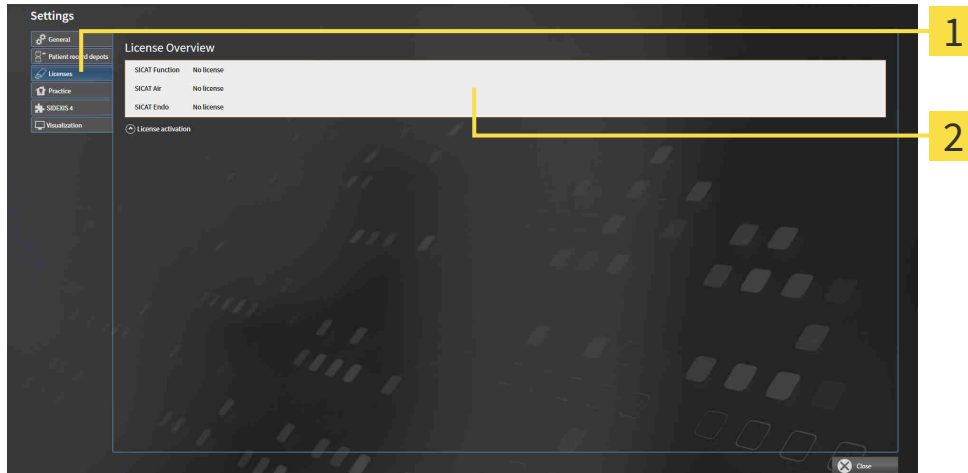 Settings
General
Patient record depots
Licenses
Practice
SIDEXIS 4
Visualization
License Overview
SICAT Function No license
SICAT Air No license
SICAT Endo No license
License activation
Close
1
2